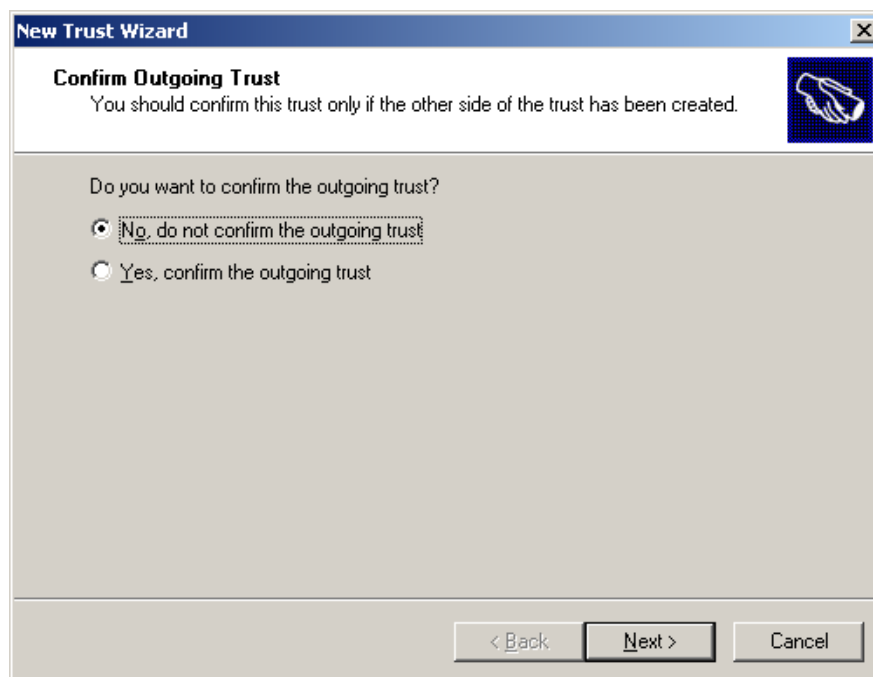 New Trust Wizard
Confirm Outgoing Trust
You should confirm this trust only if the other side of the trust has been created.
Do you want to confirm the outgoing trust?
No, do not confirm the outgoing trust
Yes, confirm the outgoing trust
< Back Next > Cancel